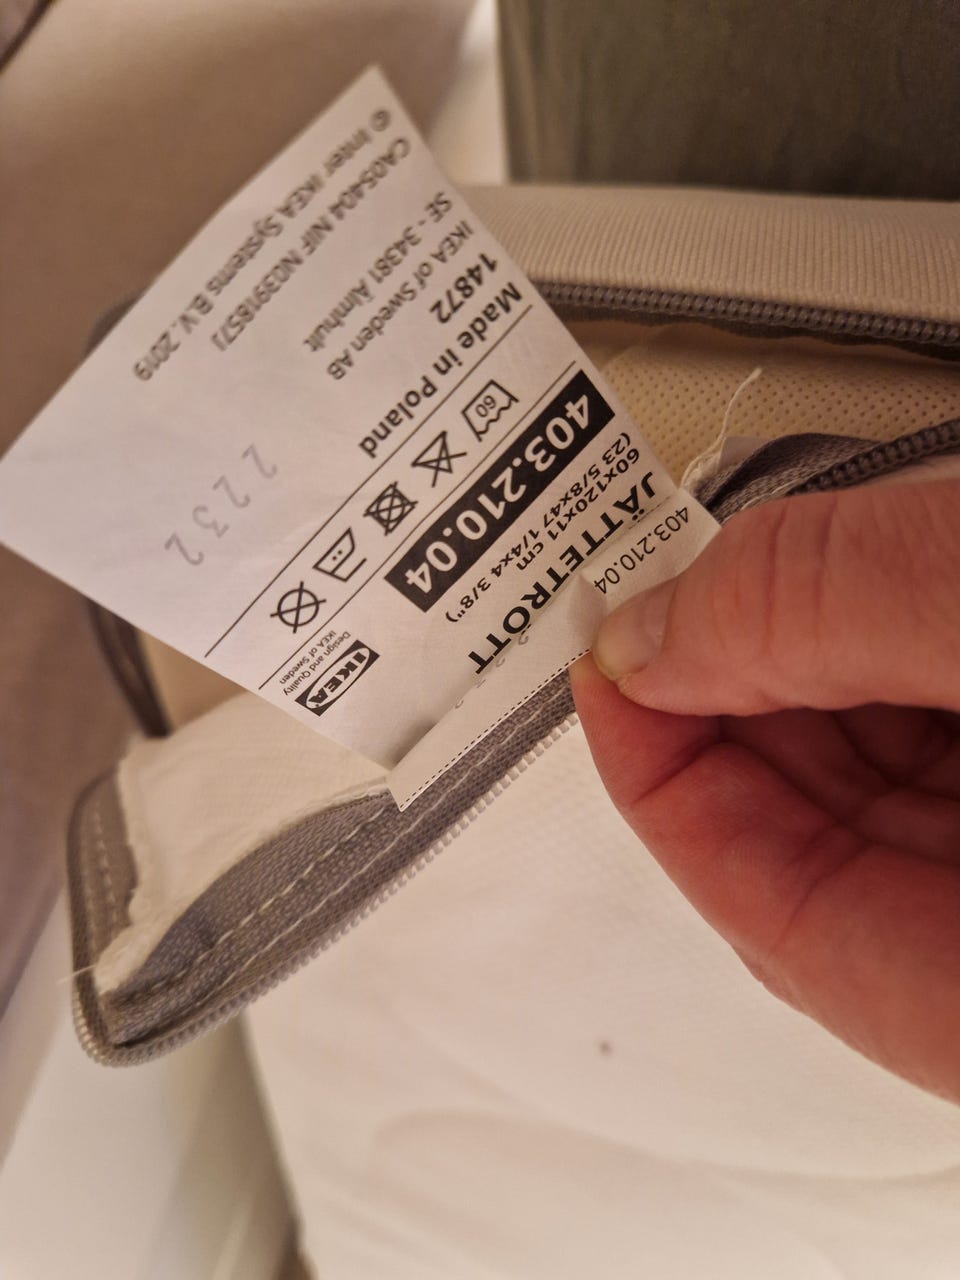 403.210.04
JÄTTETRÖTT
60x120x11 cm
(23 5/8x47 1/4x4 3/8")
403.210.04
IKEA
Design and Quality
IKEA of Sweden
60
Made in Poland
14872
IKEA of Sweden AB
SE - 34381 Älmhult
CA05404 NIF N0391857J
© Inter IKEA Systems B.V. 2019
2232